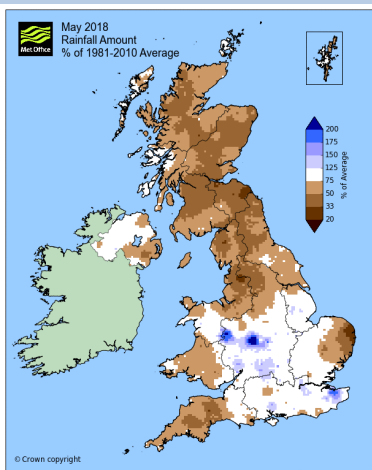 Met Office
May 2018
Rainfall Amount
% of 1981-2010 Average
200
175
150
125
75
50
33
20
% of Average
© Crown copyright